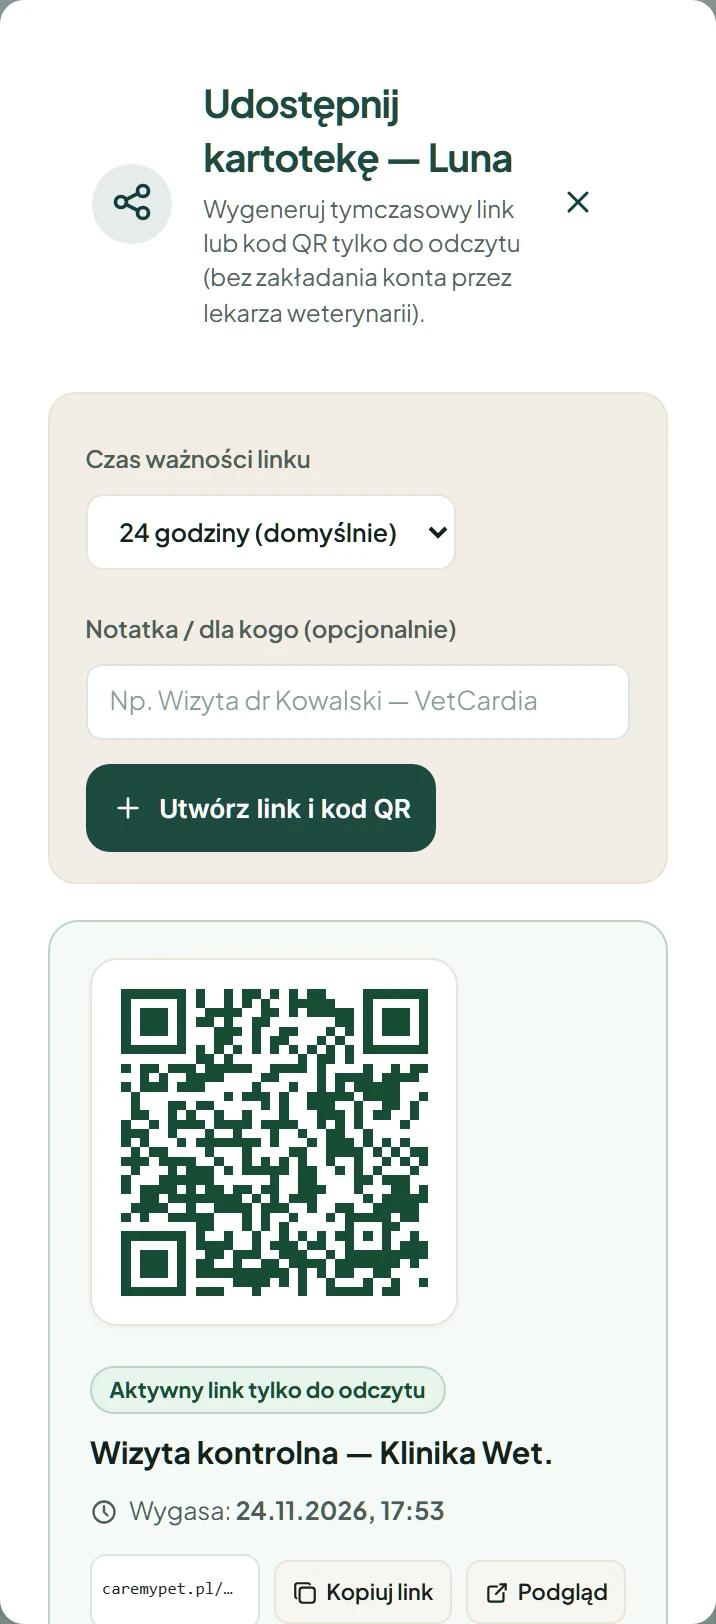 Udostępnij
kartotekę — Luna
Wygeneruj tymczasowy link
lub kod QR tylko do odczytu
(bez zakładania konta przez
lekarza weterynarii).
Czas ważności linku
24 godziny (domyślnie)
Notatka / dla kogo (opcjonalnie)
Np. Wizyta dr Kowalski — VetCardia
Utwórz link i kod QR
Aktywny link tylko do odczytu
Wizyta kontrolna — Klinika Wet.
Wygasa: 24.11.2026, 17:53
caremypet.pl/… Kopiuj link Podgląd